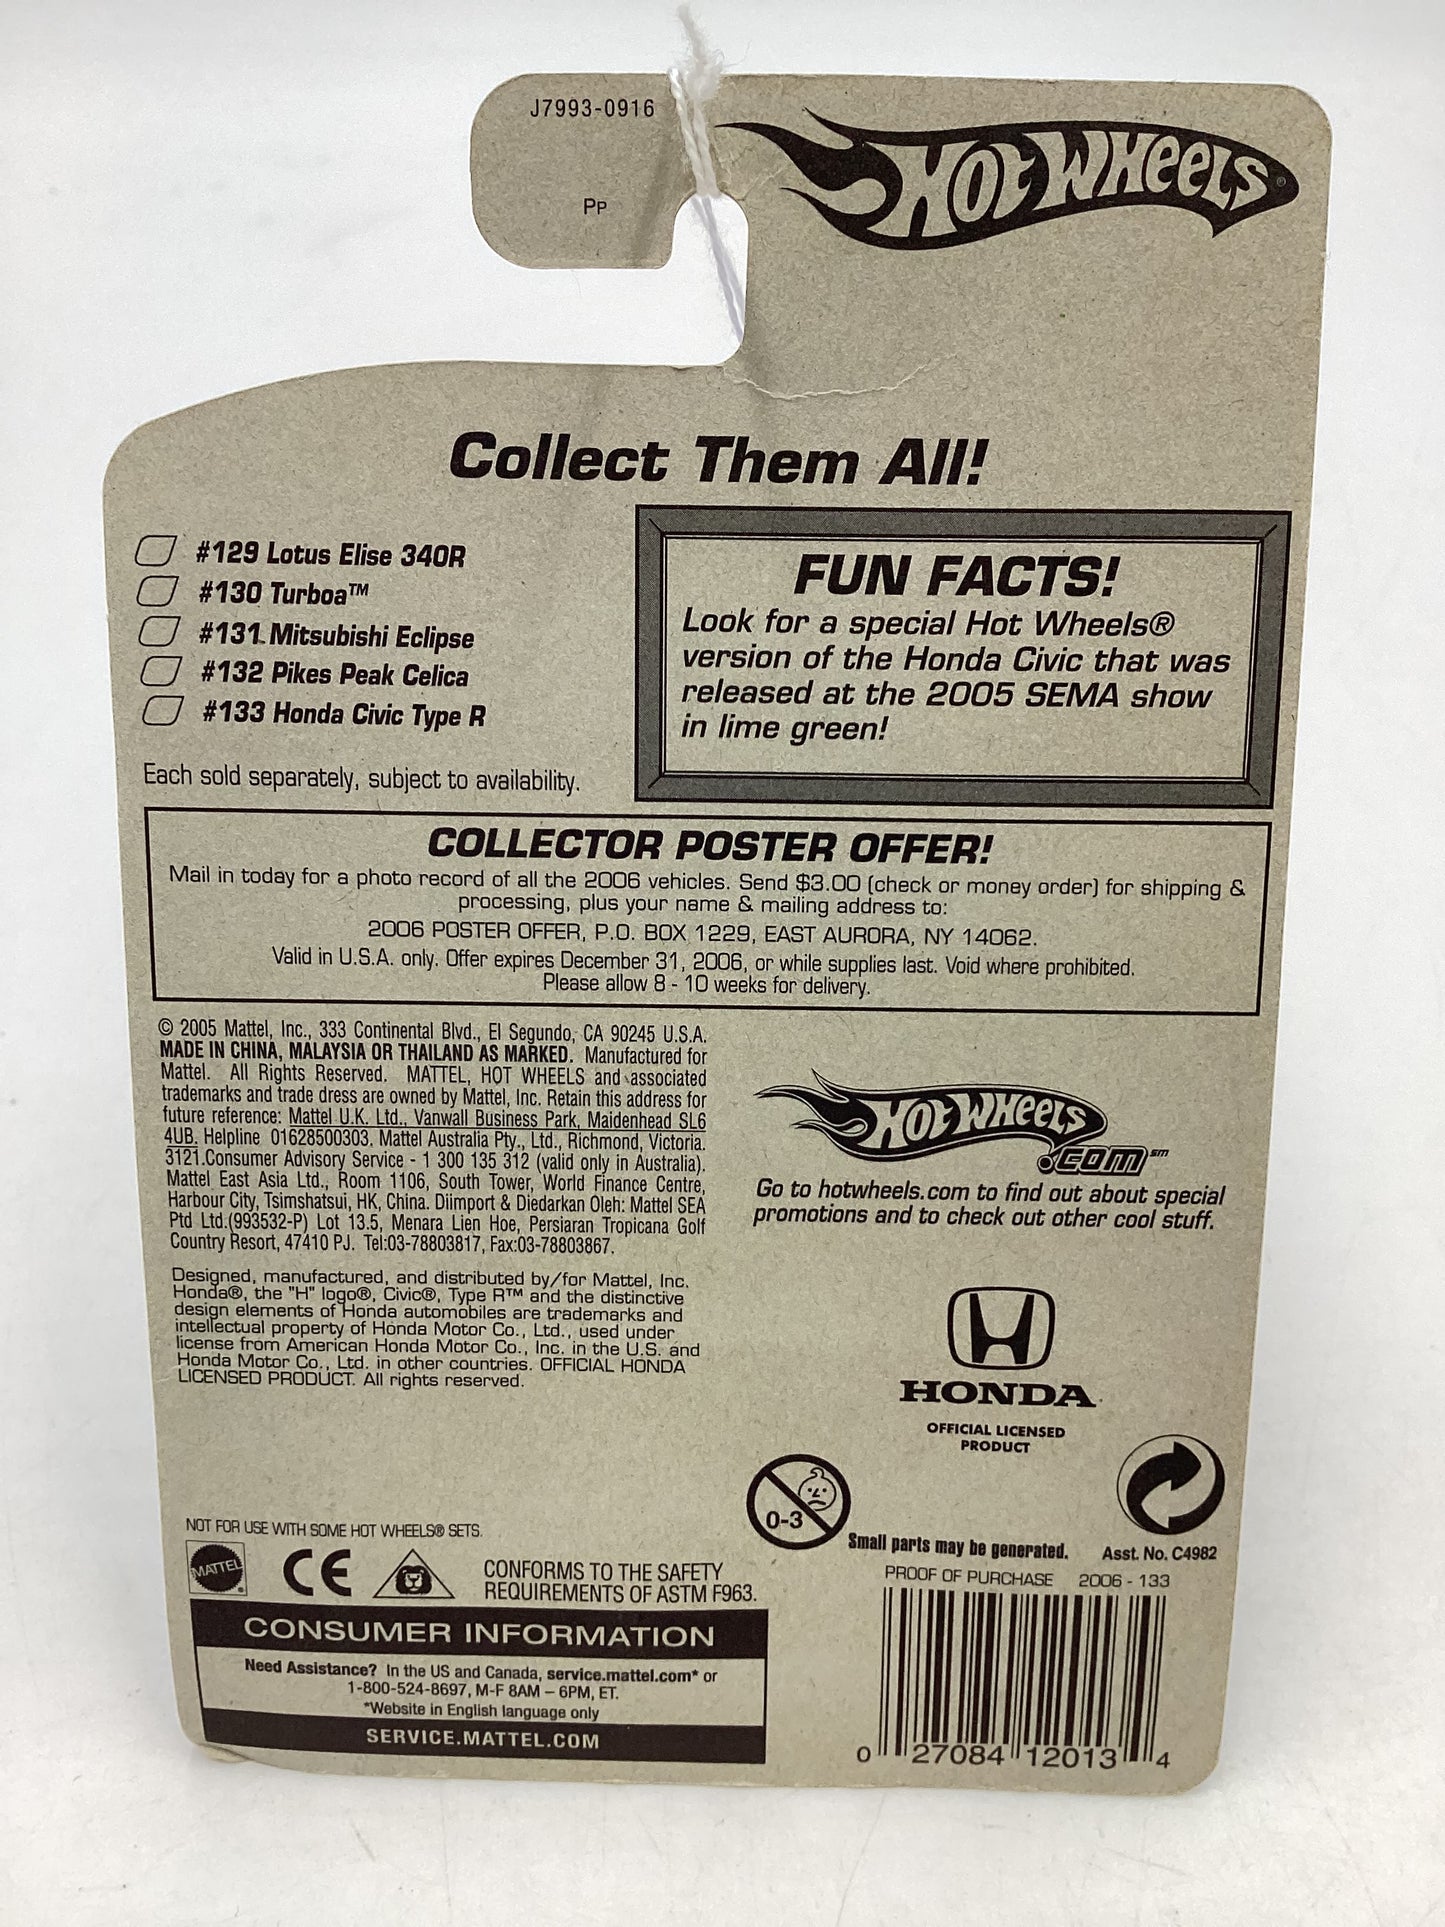 J7993-0916
PP
HOT WHEELS®
Collect Them All!
#129 Lotus Elise 340R
#130 Turboa™
#131 Mitsubishi Eclipse
#132 Pikes Peak Celica
#133 Honda Civic Type R
Each sold separately, subject to availability.
FUN FACTS!
Look for a special Hot Wheels®
version of the Honda Civic that was
released at the 2005 SEMA show
in lime green!
COLLECTOR POSTER OFFER!
Mail in today for a photo record of all the 2006 vehicles. Send $3.00 (check or money order) for shipping &
processing, plus your name & mailing address to:
2006 POSTER OFFER, P.O. BOX 1229, EAST AURORA, NY 14062.
Valid in U.S.A. only. Offer expires December 31, 2006, or while supplies last. Void where prohibited.
Please allow 8 - 10 weeks for delivery.
© 2005 Mattel, Inc., 333 Continental Blvd., El Segundo, CA 90245 U.S.A.
MADE IN CHINA, MALAYSIA OR THAILAND AS MARKED. Manufactured for
Mattel. All Rights Reserved. MATTEL, HOT WHEELS and associated
trademarks and trade dress are owned by Mattel, Inc. Retain this address for
future reference: Mattel U.K. Ltd., Vanwall Business Park, Maidenhead SL6
4UB. Helpline 01628500303. Mattel Australia Pty., Ltd., Richmond, Victoria.
3121.Consumer Advisory Service - 1 300 135 312 (valid only in Australia).
Mattel East Asia Ltd., Room 1106, South Tower, World Finance Centre,
Harbour City, Tsimshatsui, HK, China. Diimport & Diedarkan Oleh: Mattel SEA
Ptd Ltd.(993532-P) Lot 13.5, Menara Lien Hoe, Persiaran Tropicana Golf
Country Resort, 47410 PJ. Tel:03-78803817, Fax:03-78803867.
Designed, manufactured, and distributed by/for Mattel, Inc.
Honda®, the "H" logo®, Civic®, Type R™ and the distinctive
design elements of Honda automobiles are trademarks and
intellectual property of Honda Motor Co., Ltd., used under
license from American Honda Motor Co., Inc. in the U.S. and
Honda Motor Co., Ltd. in other countries. OFFICIAL HONDA
LICENSED PRODUCT. All rights reserved.
HOT WHEELS
.com℠
Go to hotwheels.com to find out about special
promotions and to check out other cool stuff.
HONDA
OFFICIAL LICENSED
PRODUCT
0-3
Small parts may be generated.
Asst. No. C4982
NOT FOR USE WITH SOME HOT WHEELS® SETS.
MATTEL®
CE
CONFORMS TO THE SAFETY
REQUIREMENTS OF ASTM F963.
CONSUMER INFORMATION
Need Assistance? In the US and Canada, service.mattel.com* or
1-800-524-8697, M-F 8AM – 6PM, ET.
*Website in English language only
SERVICE.MATTEL.COM
PROOF OF PURCHASE 2006 - 133
0 27084 12013 4